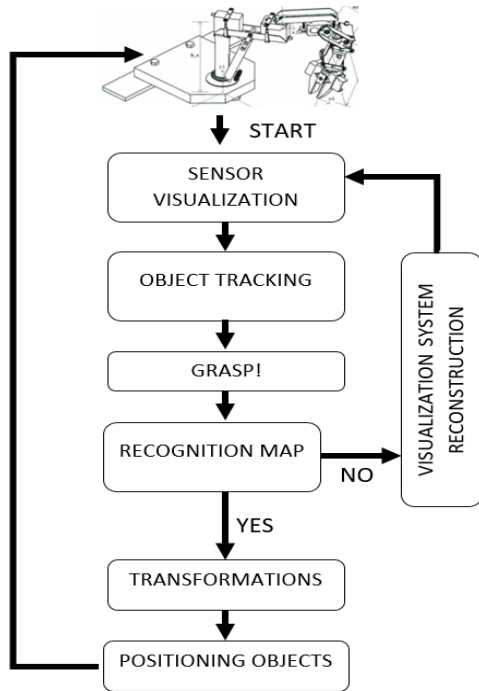 START
SENSOR
VISUALIZATION
OBJECT TRACKING
GRASP!
RECOGNITION MAP
NO
VISUALIZATION SYSTEM
RECONSTRUCTION
YES
TRANSFORMATIONS
POSITIONING OBJECTS